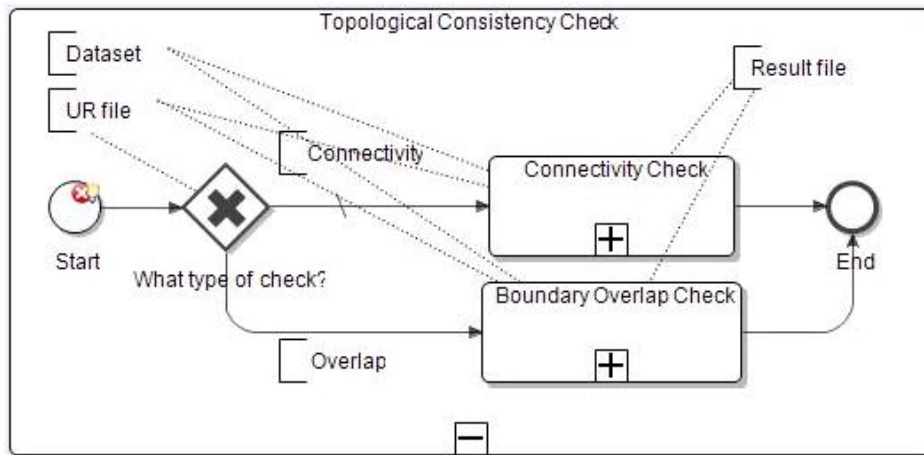 Topological Consistency Check
Dataset
Result file
UR file
Connectivity
Connectivity Check
Start
End
What type of check?
Boundary Overlap Check
Overlap